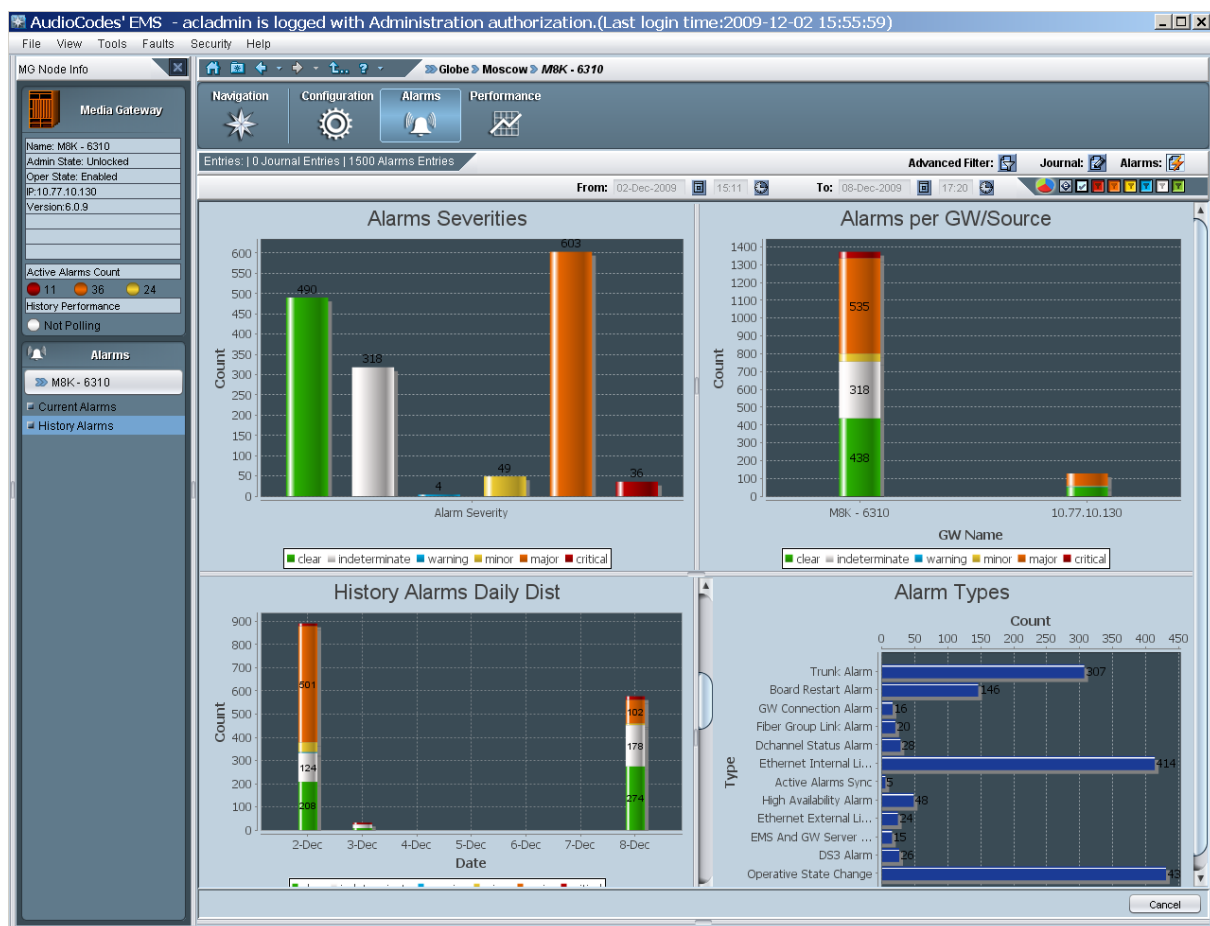 AudioCodes' EMS - acladmin is logged with Administration authorization.(Last login time:2009-12-02 15:55:59)
File View Tools Faults Security Help
MG Node Info
Globe Moscow M8K - 6310
Media Gateway
Navigation Configuration Alarms Performance
Name: M8K - 6310
Admin State: Unlocked
Oper State: Enabled
IP:10.77.10.130
Version:6.0.9
Entries: | 0 Journal Entries | 1500 Alarms Entries
Advanced Filter: Journal: Alarms:
From: 02-Dec-2009 15:11 To: 08-Dec-2009 17:20
Active Alarms Count
11 36 24
History Performance
Not Polling
Alarms
M8K - 6310
Current Alarms
History Alarms
Alarms Severities
Count
600
550
500
450
400
350
300
250
200
150
100
50
0
490
318
4
49
603
36
Alarm Severity
clear indeterminate warning minor major critical
Alarms per GW/Source
Count
1400
1300
1200
1100
1000
900
800
700
600
500
400
300
200
100
0
535
318
438
M8K - 6310 10.77.10.130
GW Name
clear indeterminate warning minor major critical
History Alarms Daily Dist
Count
900
800
700
600
500
400
300
200
100
0
501
124
208
102
178
274
2-Dec 3-Dec 4-Dec 5-Dec 6-Dec 7-Dec 8-Dec
Date
Alarm Types
Count
0 50 100 150 200 250 300 350 400 450
Type
Trunk Alarm 307
Board Restart Alarm 146
GW Connection Alarm 16
Fiber Group Link Alarm 20
Dchannel Status Alarm 28
Ethernet Internal Li... 414
Active Alarms Sync 5
High Availability Alarm 48
Ethernet External Li... 24
EMS And GW Server ... 15
DS3 Alarm 26
Operative State Change 43
Cancel